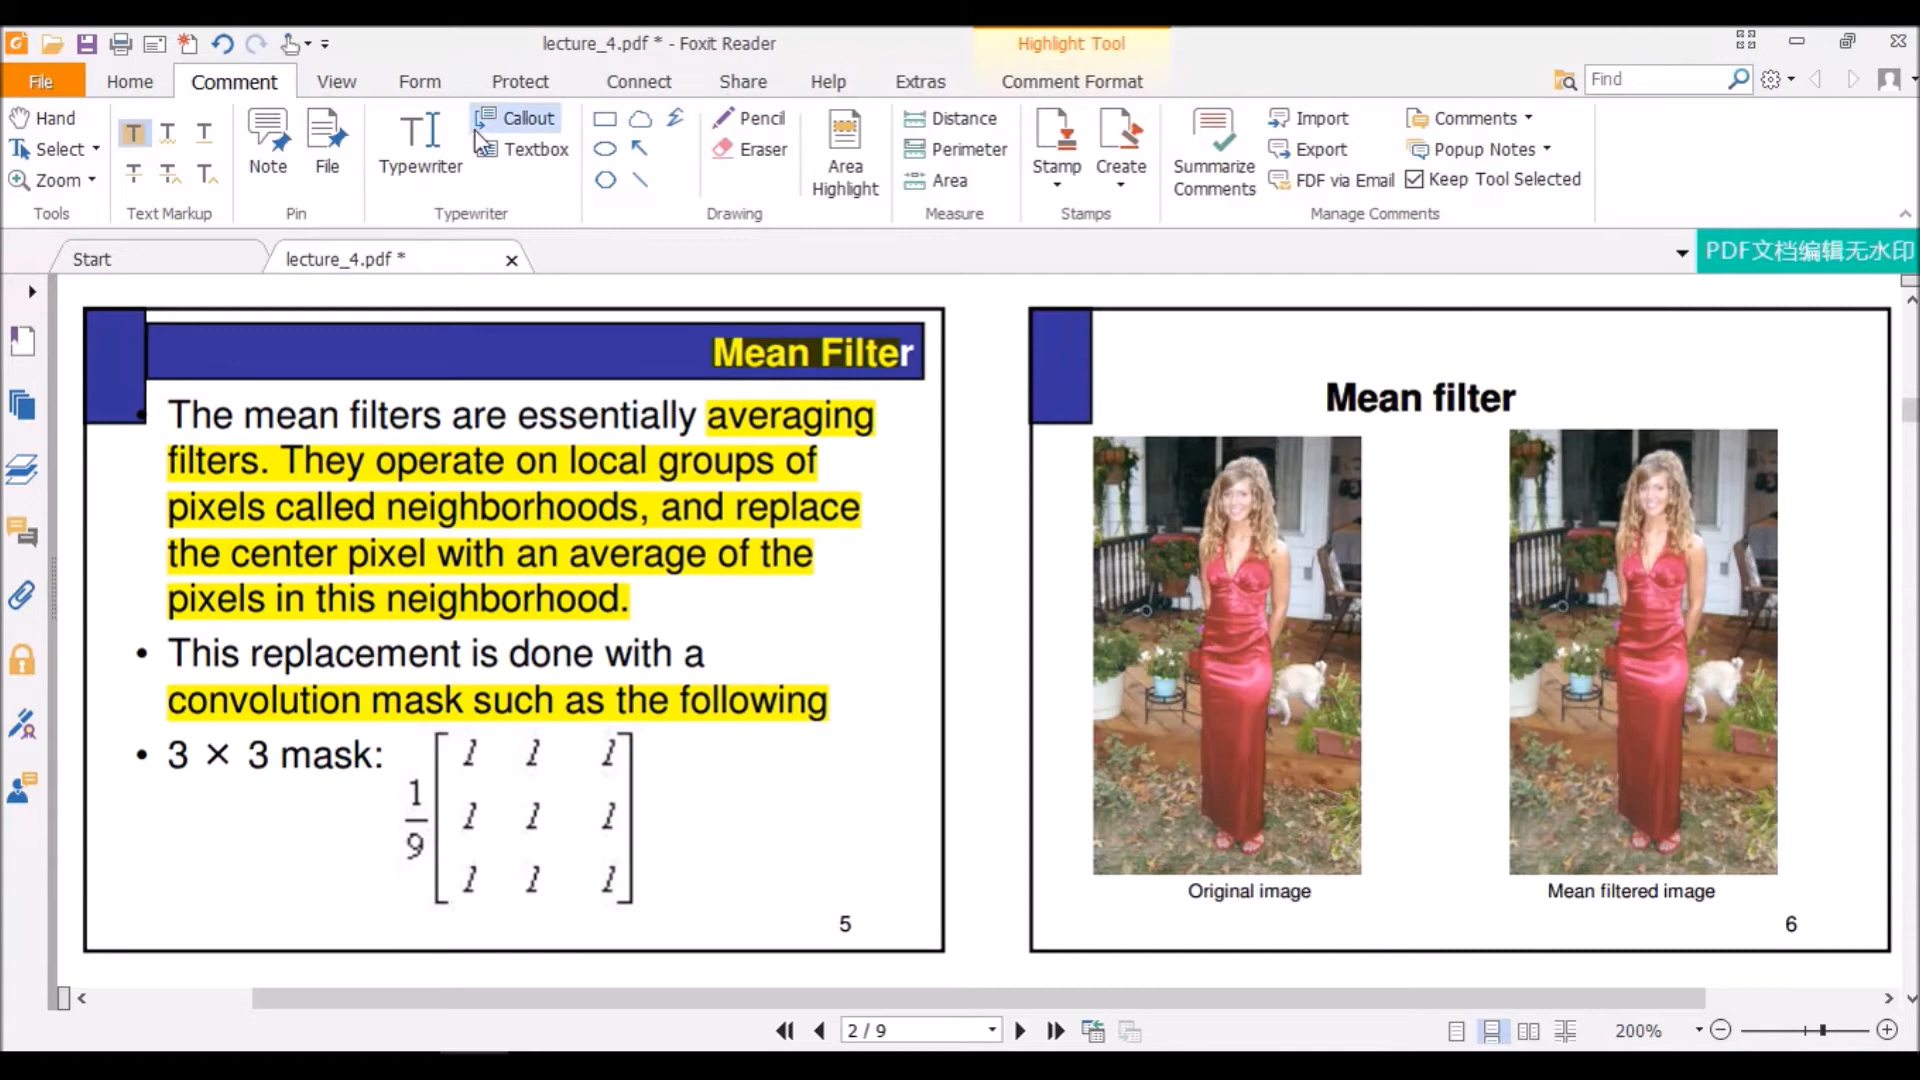 lecture_4.pdf * - Foxit Reader
Highlight Tool
File Home Comment View Form Protect Connect Share Help Extras Comment Format
Find
Hand
Select
Zoom
Tools
Text Markup
Note
File
Pin
Typewriter
Callout
Textbox
Typewriter
Pencil
Eraser
Area
Highlight
Drawing
Distance
Perimeter
Area
Measure
Stamp
Create
Stamps
Summarize
Comments
Import
Export
FDF via Email
Comments
Popup Notes
Keep Tool Selected
Manage Comments
Start
lecture_4.pdf *
PDF文档编辑无水印
Mean Filter
• The mean filters are essentially averaging
filters. They operate on local groups of
pixels called neighborhoods, and replace
the center pixel with an average of the
pixels in this neighborhood.
• This replacement is done with a
convolution mask such as the following
• 3 × 3 mask:
1
9
1 1 1
1 1 1
1 1 1
5
Mean filter
Original image
Mean filtered image
6
2 / 9
200%